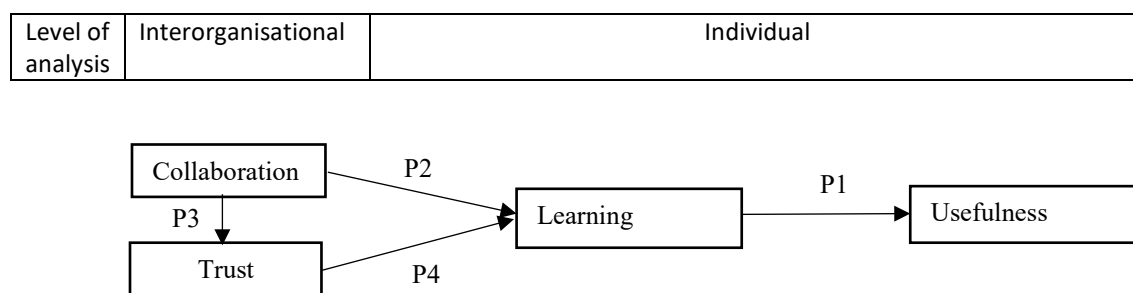 Level of Interorganisational Individual
analysis
Collaboration
P2
P1
P3
Learning
Usefulness
Trust
P4